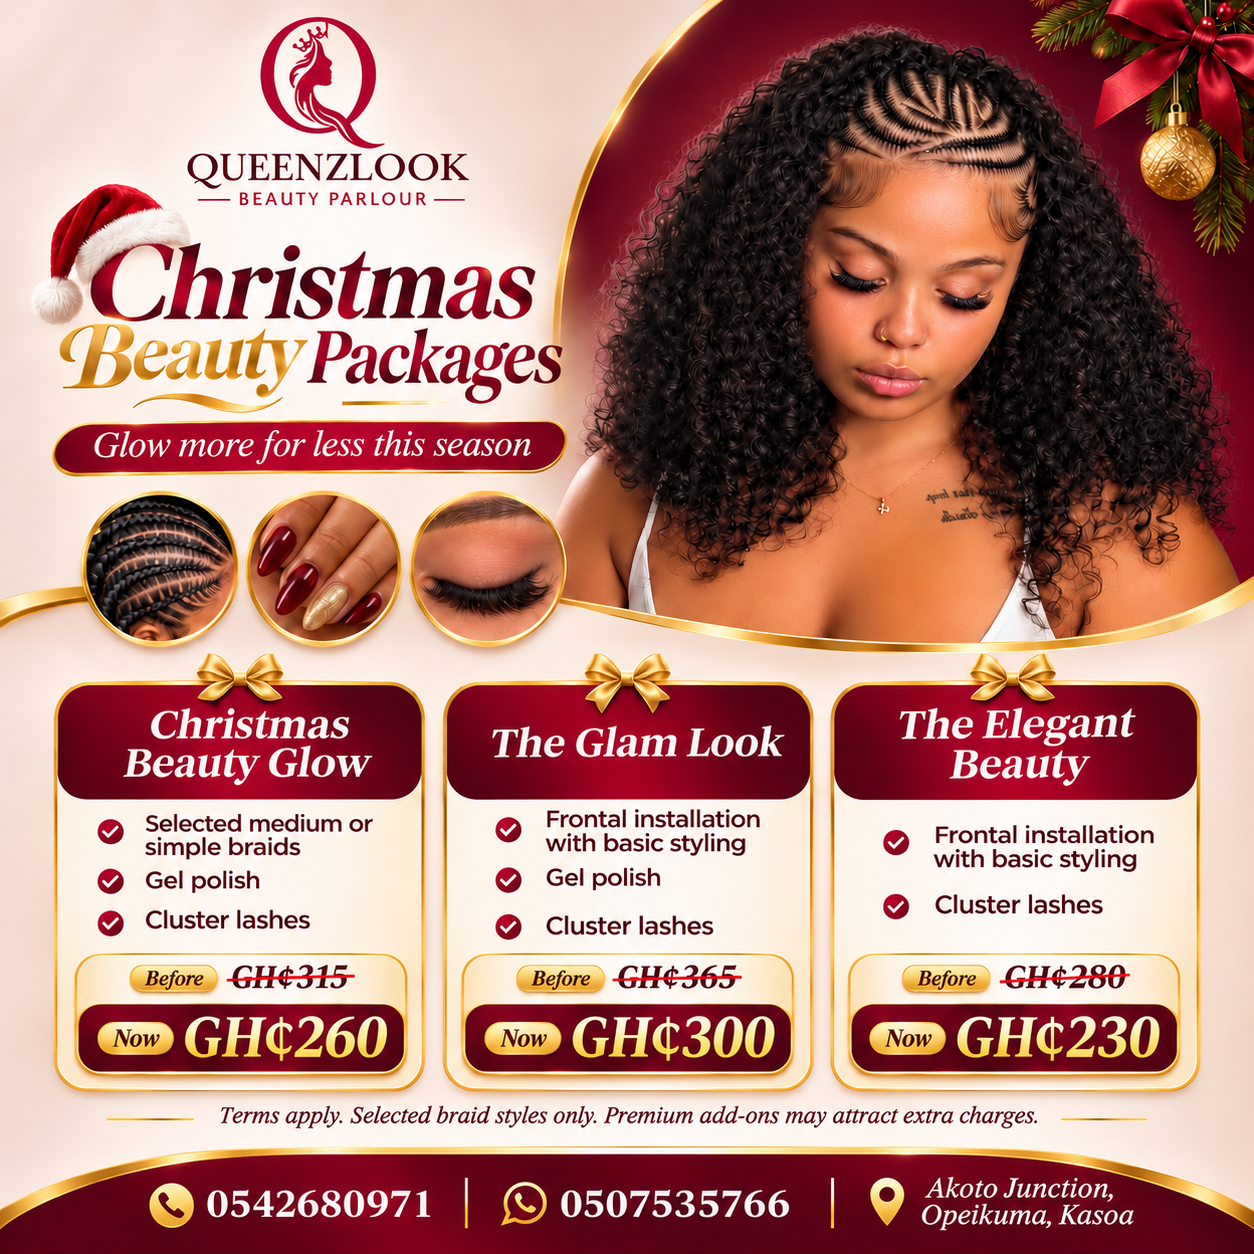 QUEENZLOOK
BEAUTY PARLOUR
Christmas
Beauty Packages
Glow more for less this season
Christmas
Beauty Glow
Selected medium or
simple braids
Gel polish
Cluster lashes
Before GH¢315
Now GH¢260
The Glam Look
Frontal installation
with basic styling
Gel polish
Cluster lashes
Before GH¢365
Now GH¢300
The Elegant
Beauty
Frontal installation
with basic styling
Cluster lashes
Before GH¢280
Now GH¢230
Terms apply. Selected braid styles only. Premium add-ons may attract extra charges.
0542680971
0507535766
Akoto Junction,
Opeikuma, Kasoa